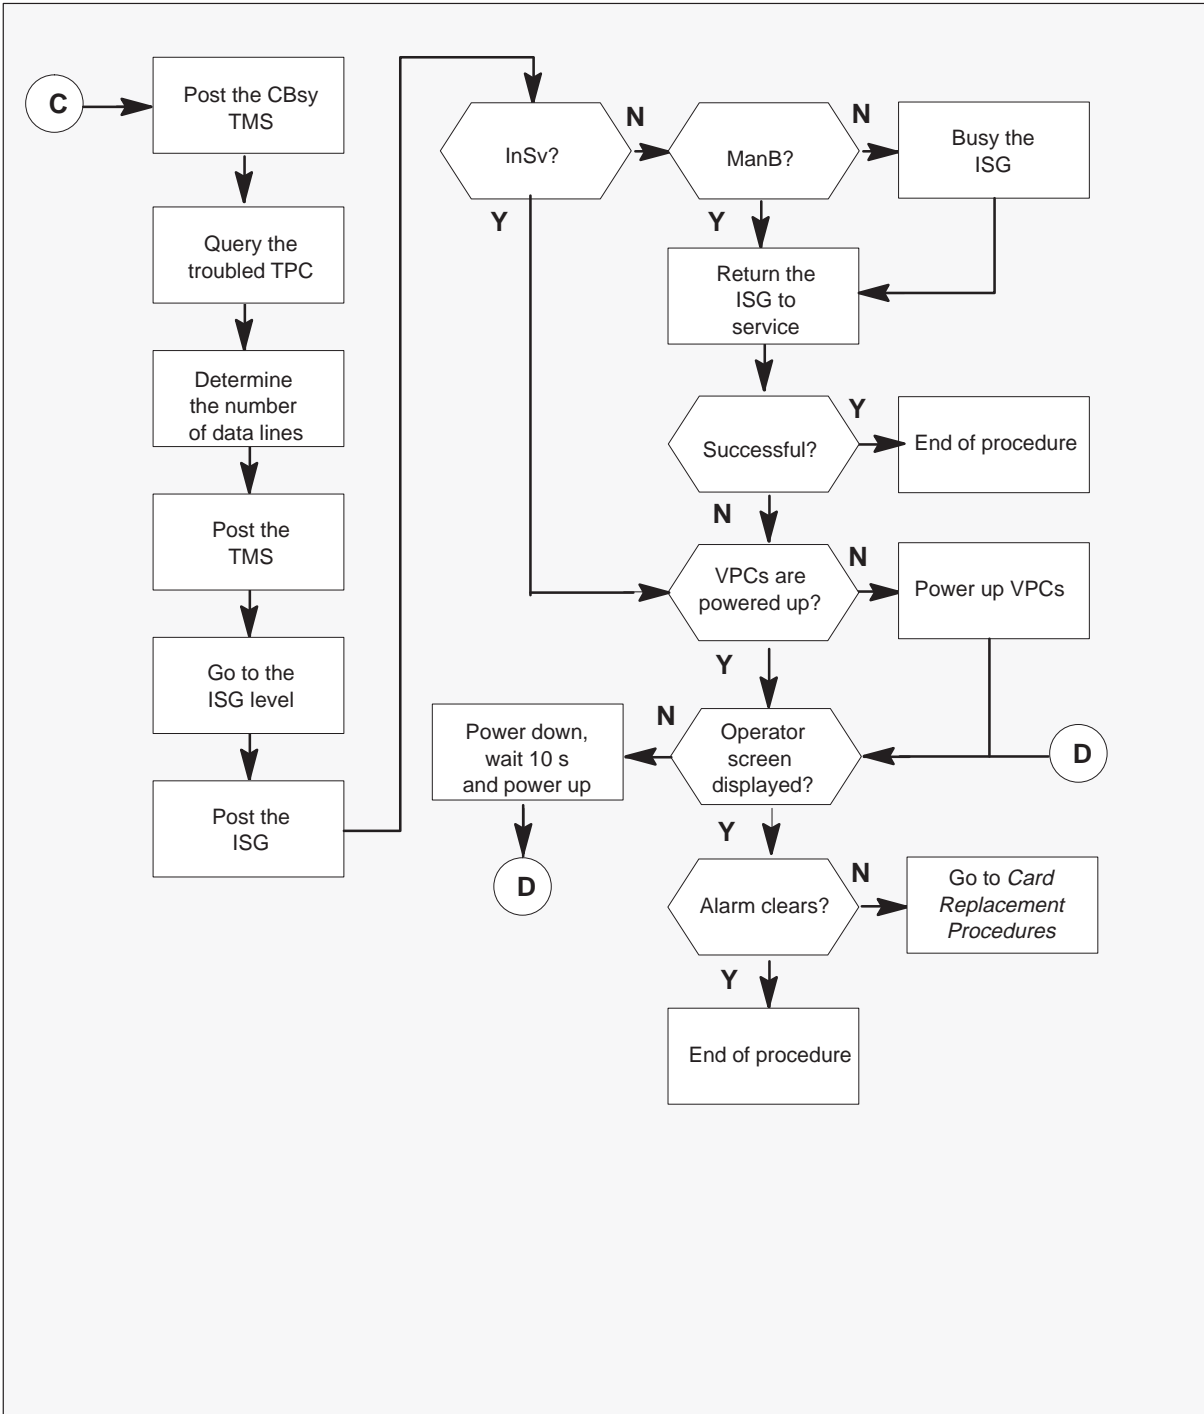 C
Post the CBsy
TMS
Query the
troubled TPC
Determine
the number
of data lines
Post the
TMS
Go to the
ISG level
Post the
ISG
InSv?
N
Y
ManB?
N
Y
Busy the
ISG
Return the
ISG to
service
Successful?
Y
N
End of procedure
VPCs are
powered up?
N
Y
Power up VPCs
Operator
screen
displayed?
N
Y
D
Power down,
wait 10 s
and power up
D
Alarm clears?
N
Y
Go to Card
Replacement
Procedures
End of procedure